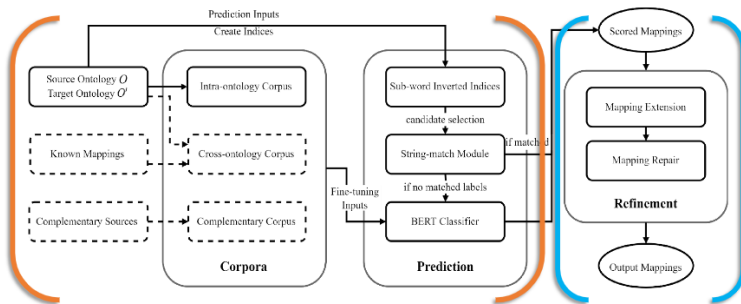 Prediction Inputs
Create Indices
Source Ontology O
Target Ontology O'
Intra-ontology Corpus
Known Mappings
Cross-ontology Corpus
Complementary Sources
Complementary Corpus
Corpora
Fine-tuning
Inputs
Sub-word Inverted Indices
candidate selection
String-match Module
if matched
if no matched labels
BERT Classifier
Prediction
Scored Mappings
Mapping Extension
Mapping Repair
Refinement
Output Mappings